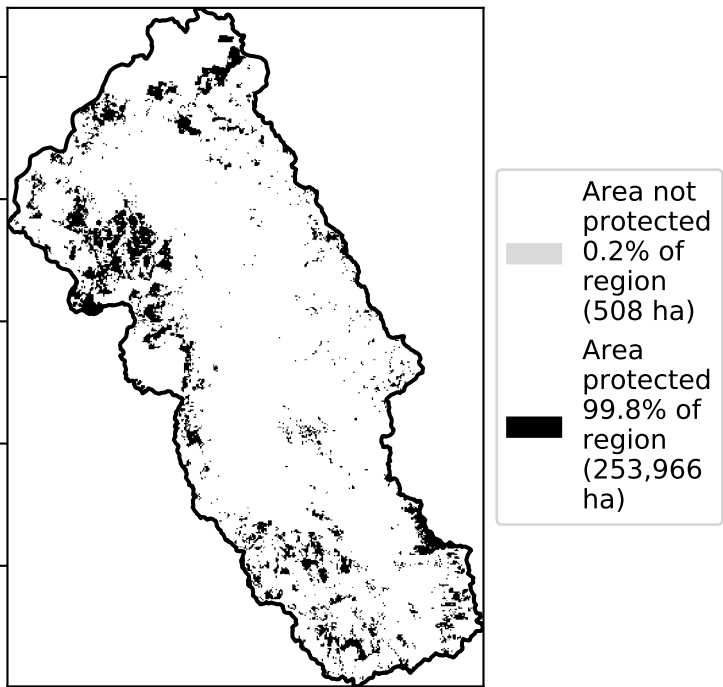 Area not
protected
0.2% of
region
(508 ha)
Area
protected
99.8% of
region
(253,966
ha)